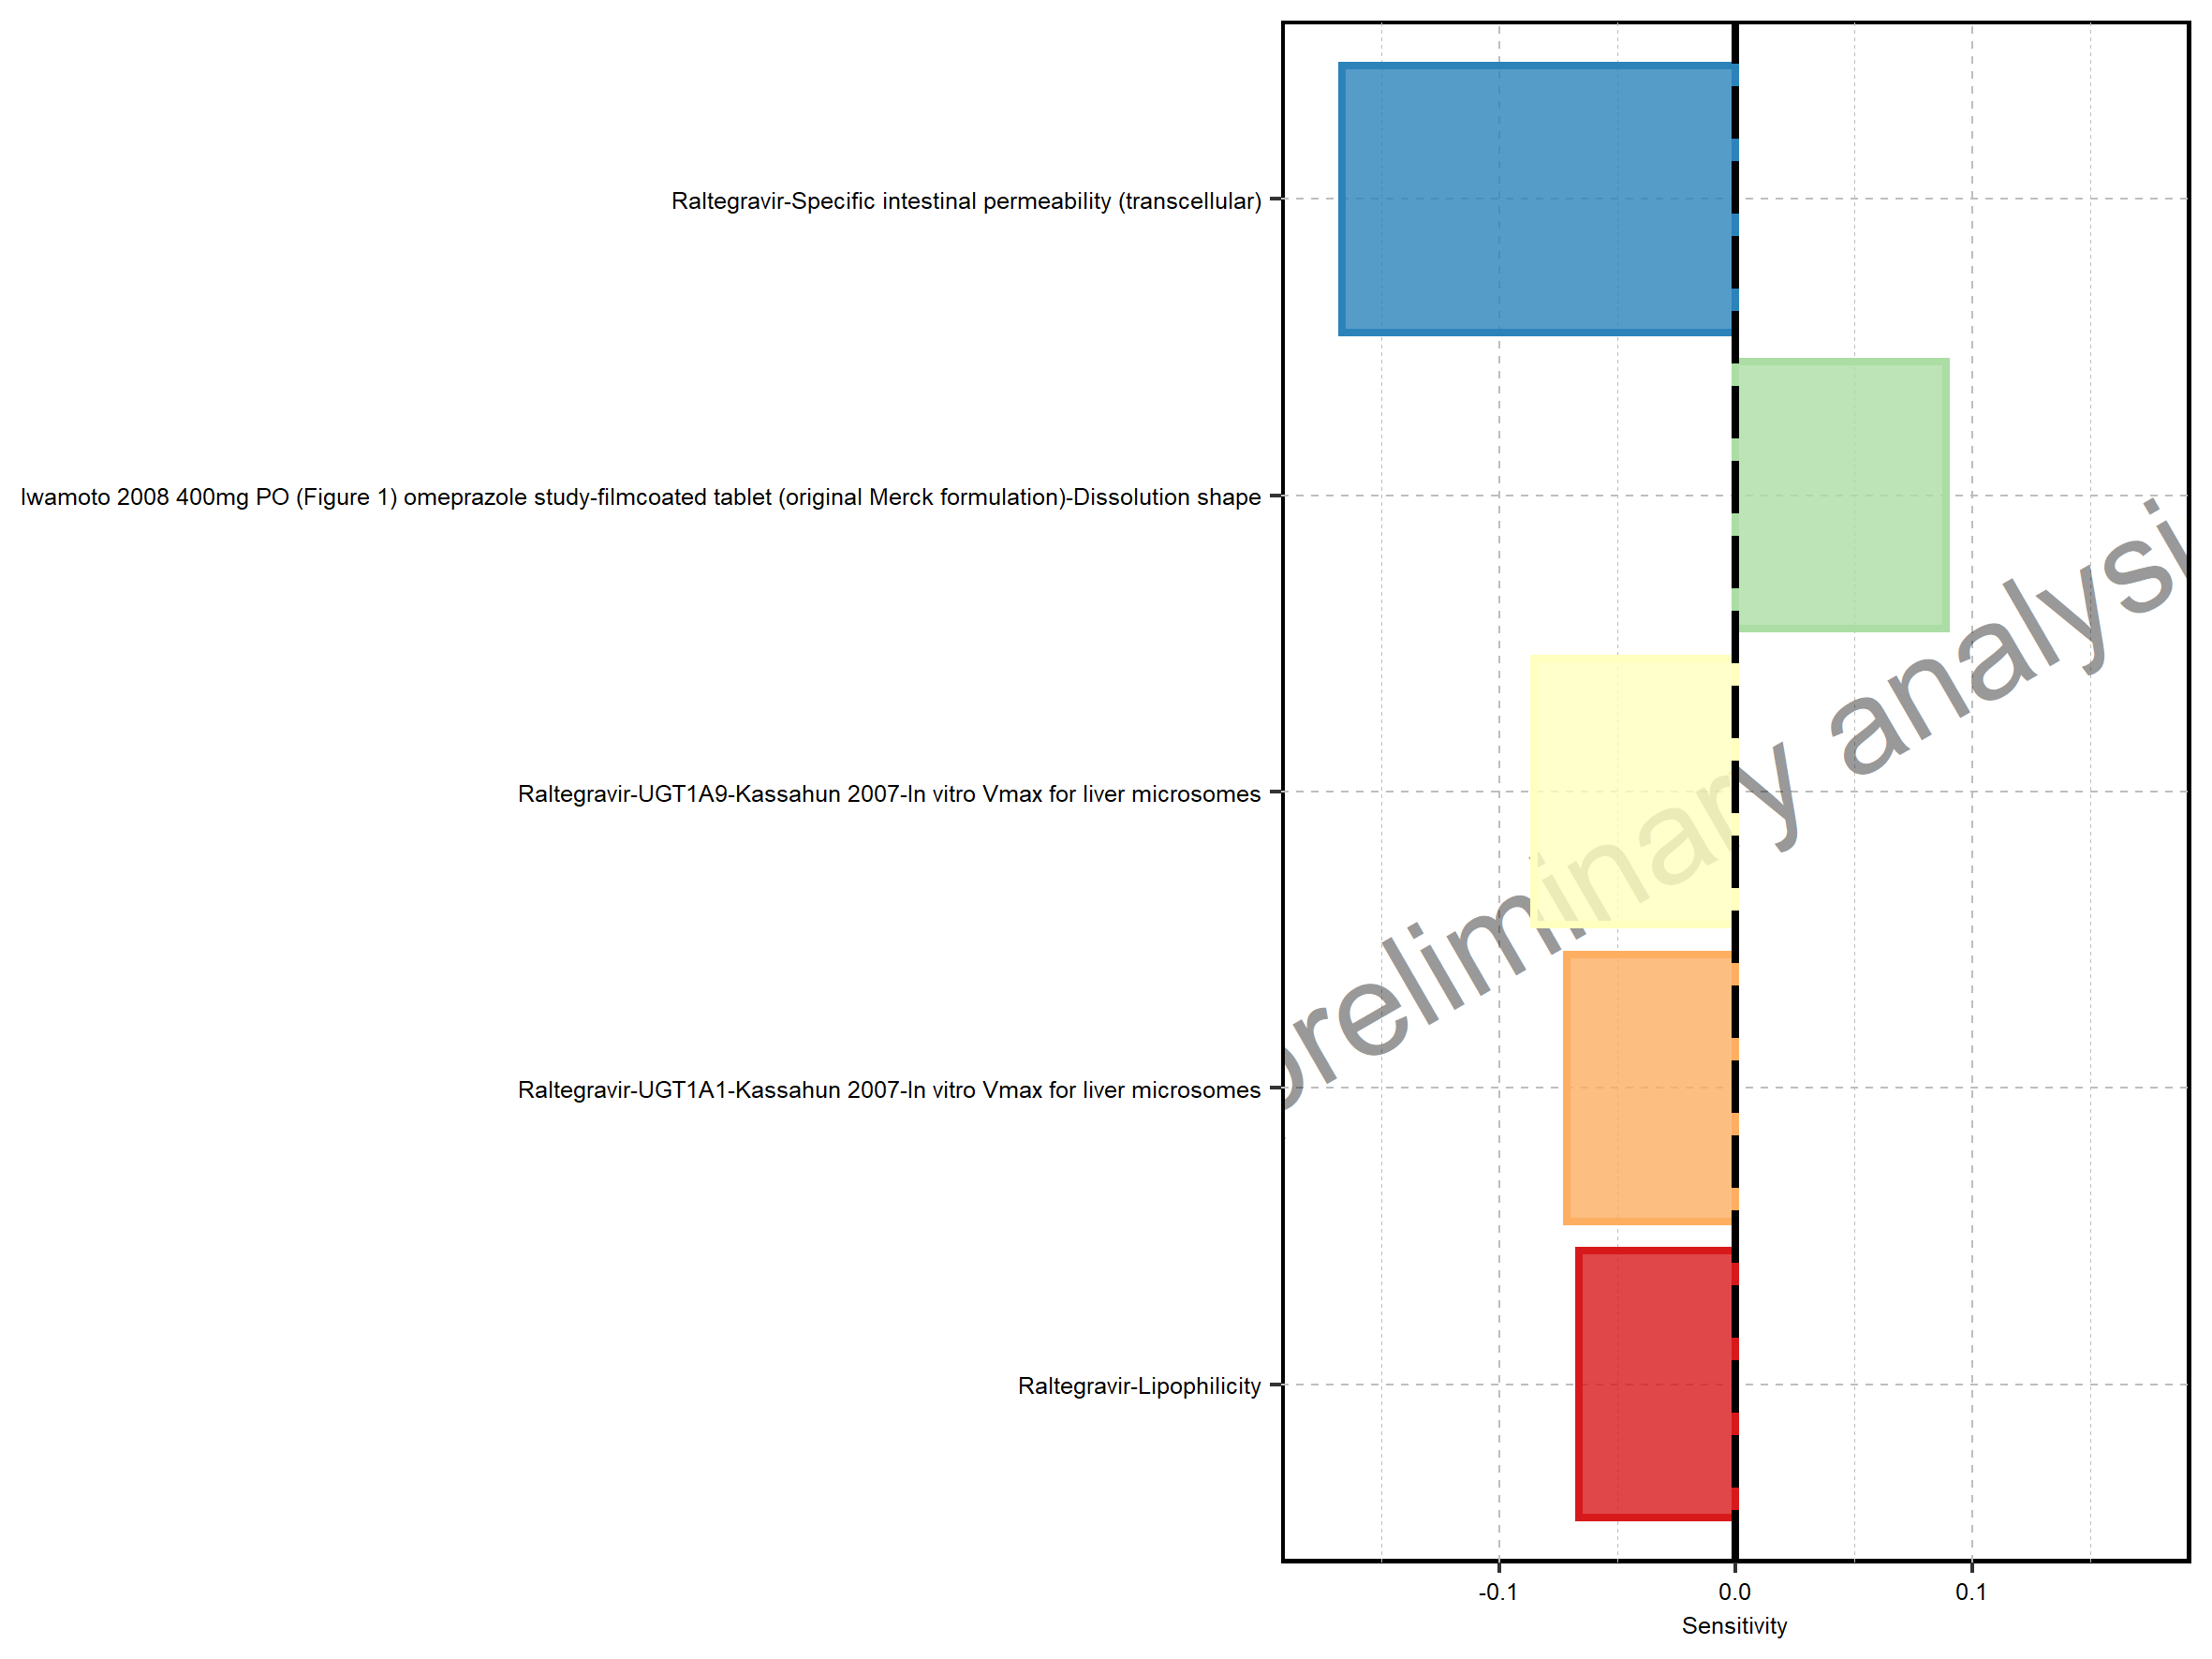 Raltegravir-Specific intestinal permeability (transcellular)
Iwamoto 2008 400mg PO (Figure 1) omeprazole study-filmcoated tablet (original Merck formulation)-Dissolution shape
Raltegravir-UGT1A9-Kassahun 2007-In vitro Vmax for liver microsomes
Raltegravir-UGT1A1-Kassahun 2007-In vitro Vmax for liver microsomes
Raltegravir-Lipophilicity
preliminary analysi
-0.1 0.0 0.1
Sensitivity